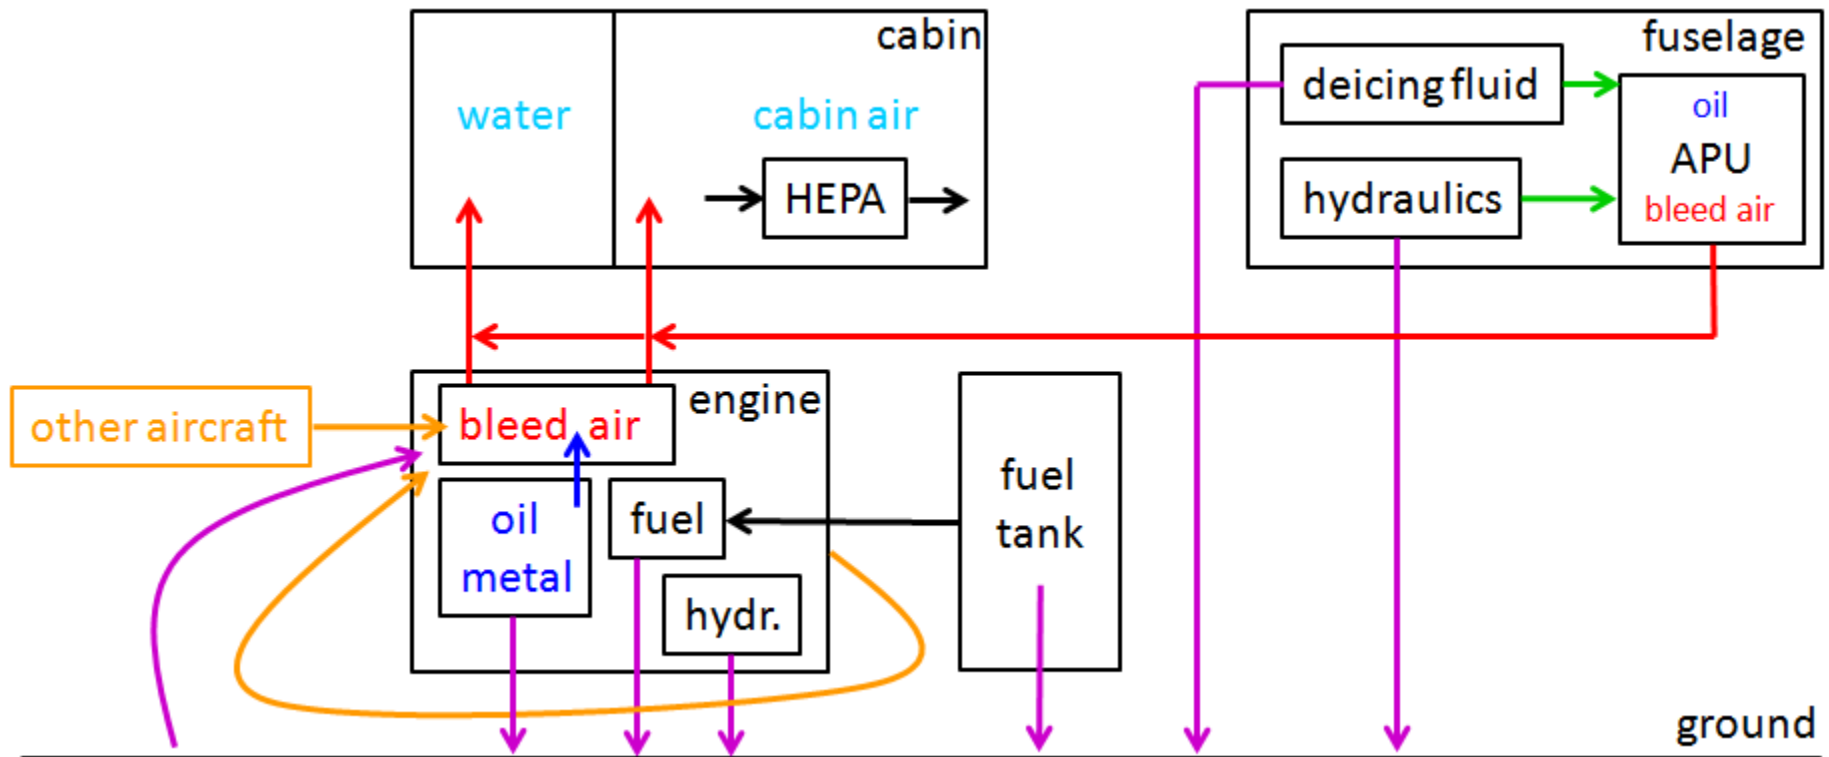 cabin
water
cabin air
HEPA
fuselage
deicing fluid
hydraulics
oil
APU
bleed air
other aircraft
engine
bleed air
oil
metal
fuel
hydr.
fuel
tank
ground